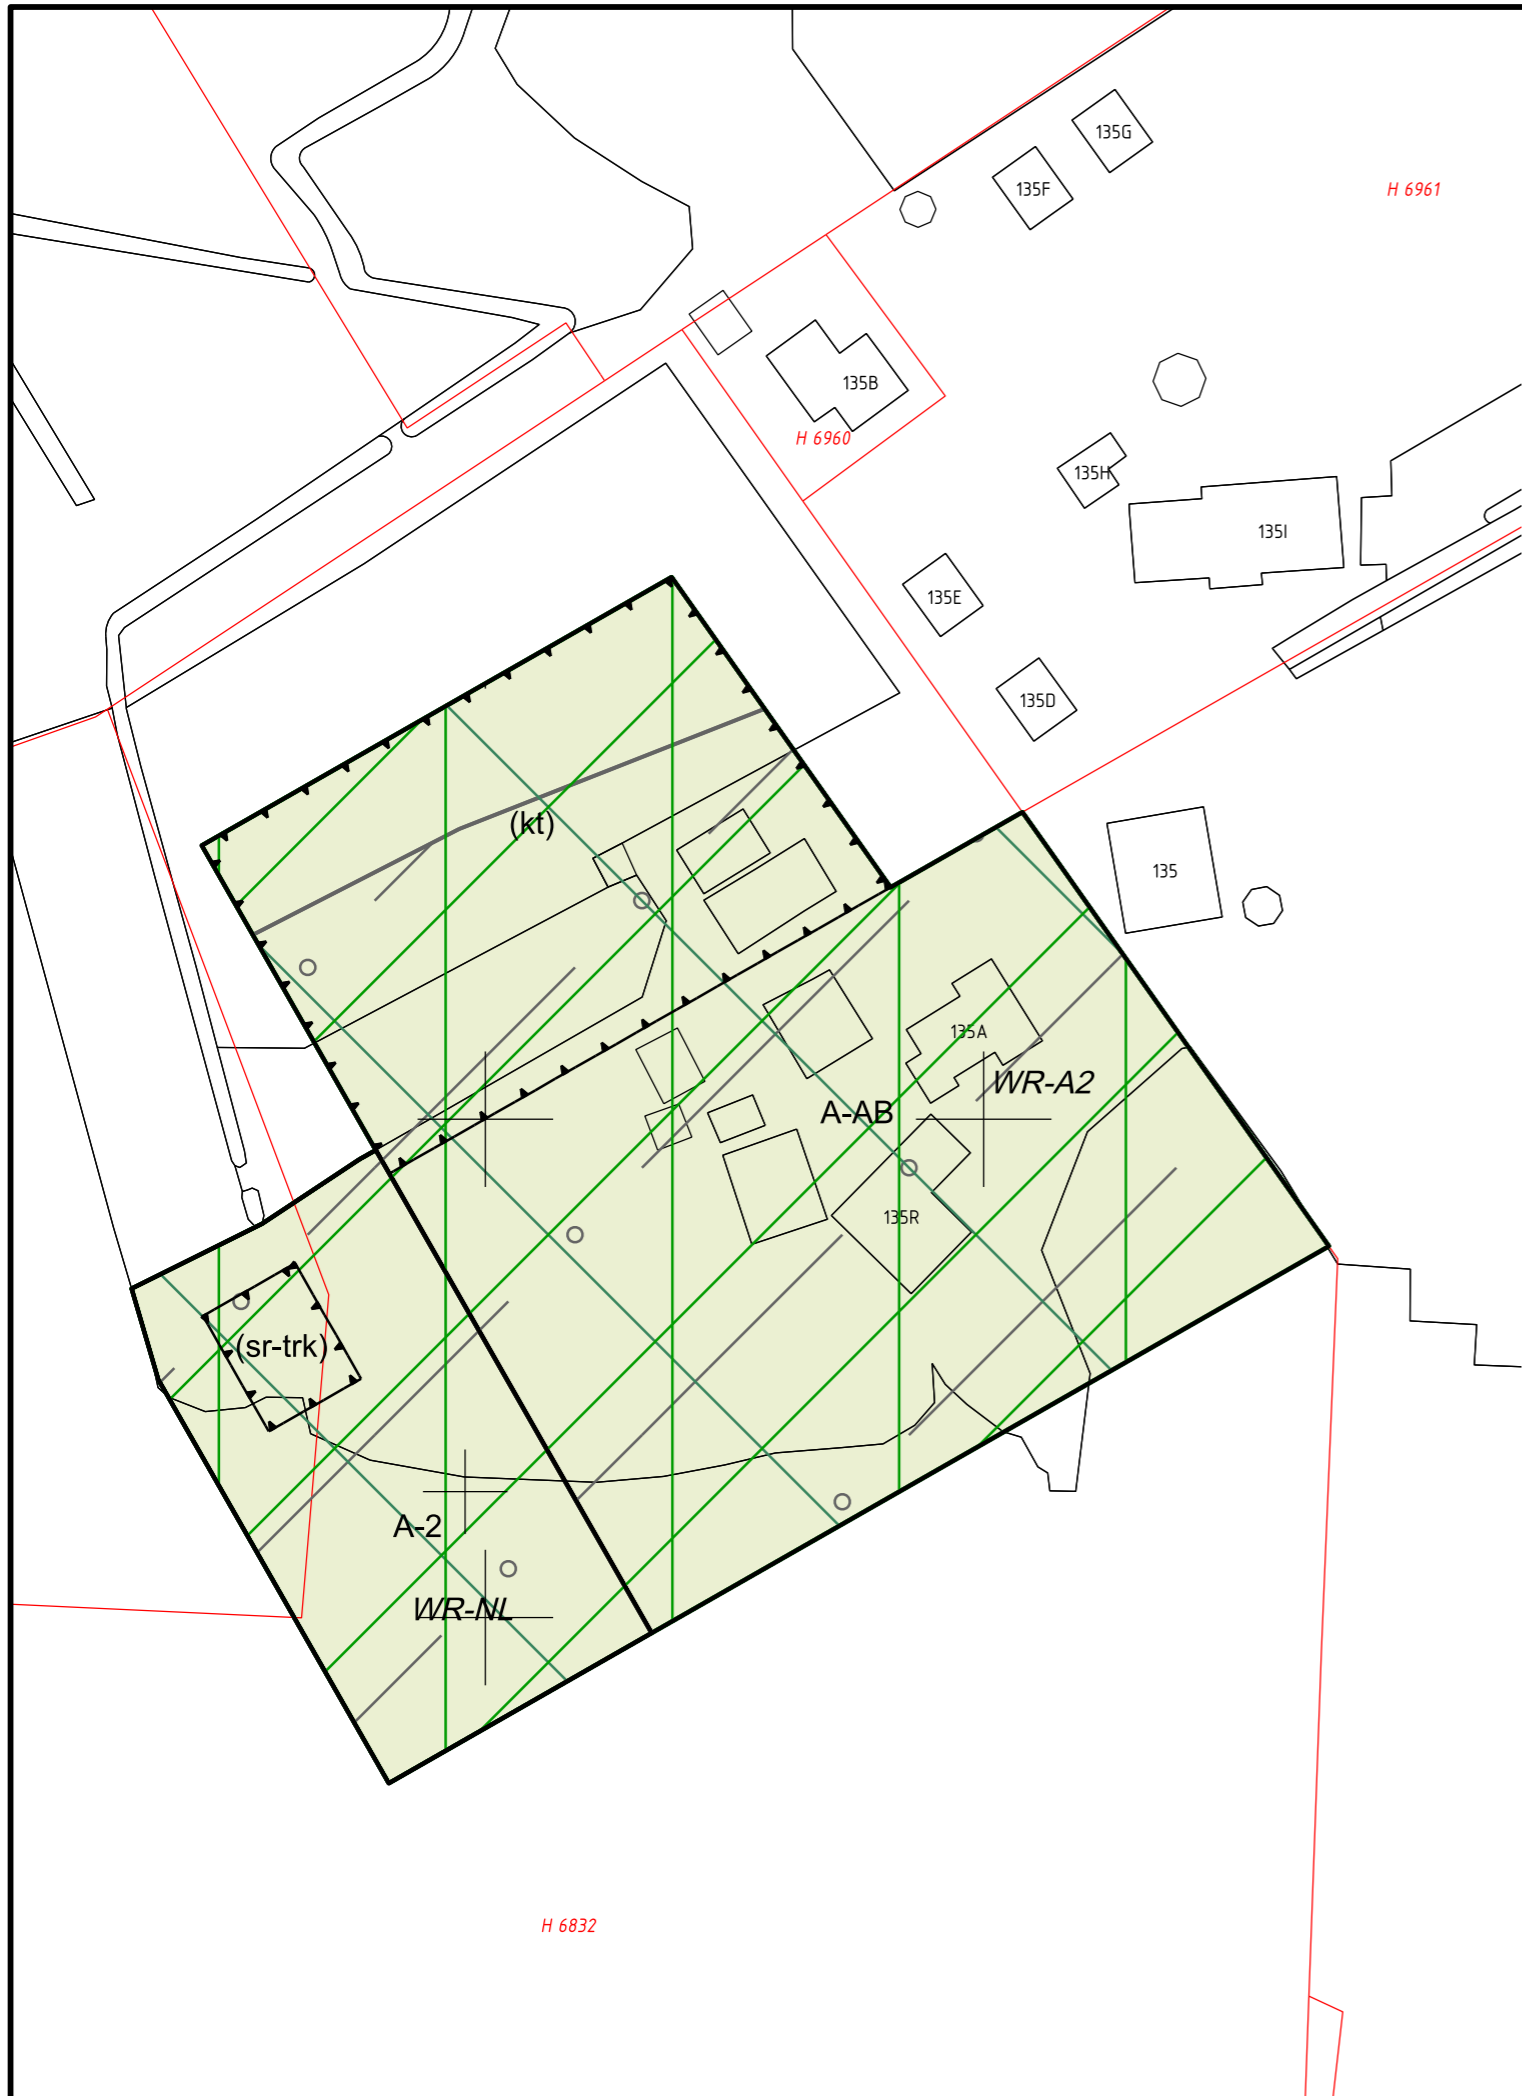 135G
135F
H 6961
135B
H 6960
135H
135I
135E
135D
(kt)
135
135A
WR-A2
A-AB
135R
(sr-trk)
A-2
WR-NL
H 6832